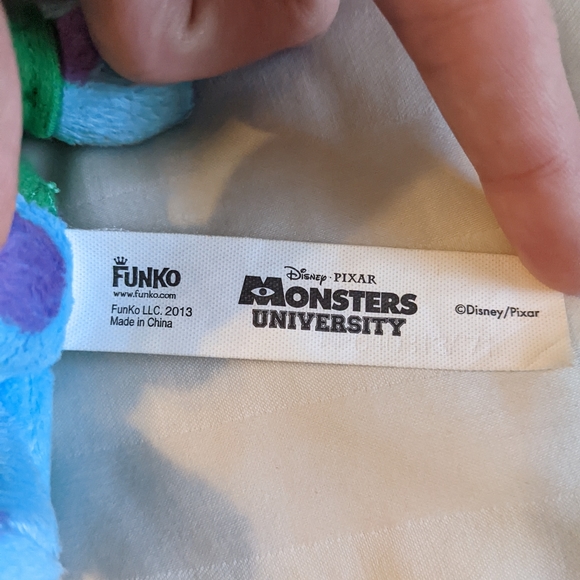 FUNKO
www.funko.com
FunKo LLC. 2013
Made in China
Disney · PIXAR
MONSTERS
UNIVERSITY
©Disney/Pixar